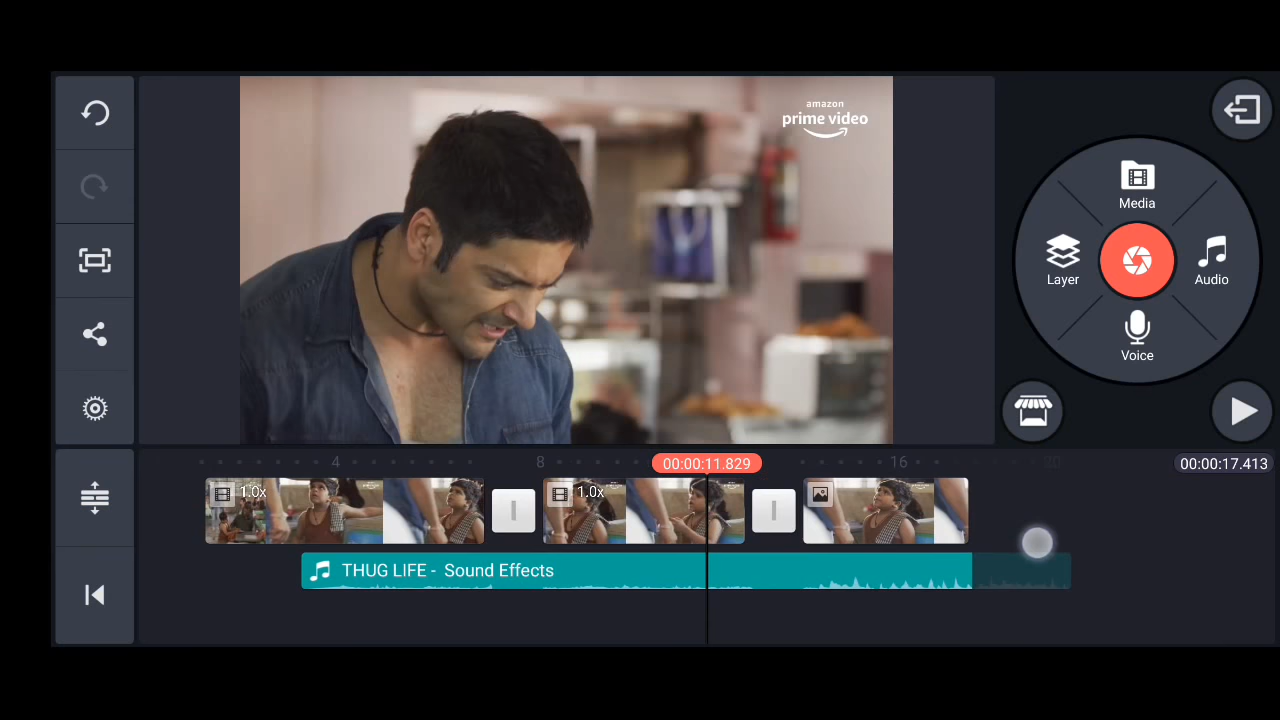 amazon
prime video
Media
Layer
Audio
Voice
4
8
00:00:11.829
16
20
00:00:17.413
1.0x
1.0x
THUG LIFE - Sound Effects